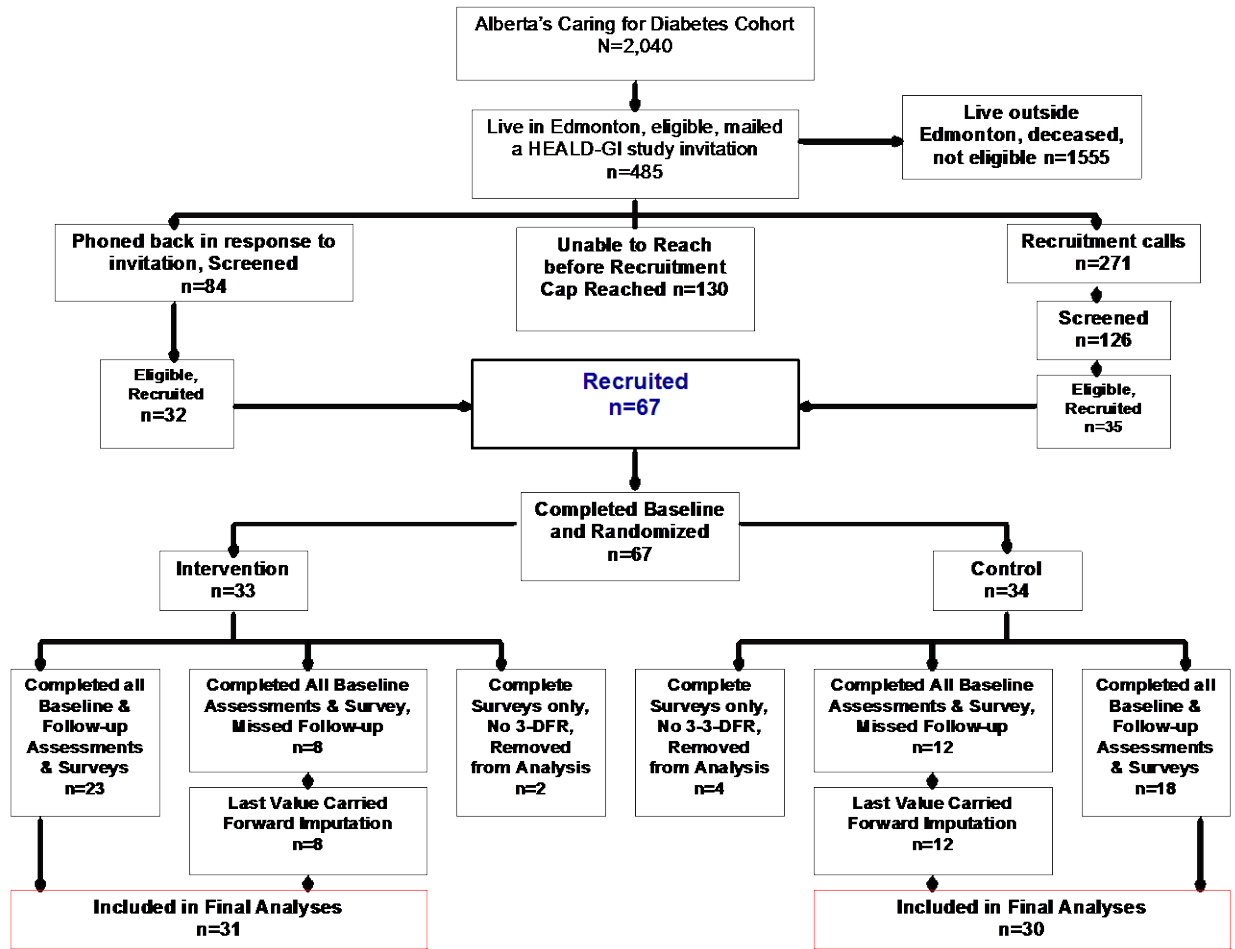 Alberta's Caring for Diabetes Cohort
N=2,040
Live in Edmonton, eligible, mailed
a HEALD-GI study invitation
n=485
Live outside
Edmonton, deceased,
not eligible n=1555
Phoned back in response to
invitation, Screened
n=84
Unable to Reach
before Recruitment
Cap Reached n=130
Recruitment calls
n=271
Screened
n=126
Eligible,
Recruited
n=32
Recruited
n=67
Eligible,
Recruited
n=35
Completed Baseline
and Randomized
n=67
Intervention
n=33
Control
n=34
Completed all
Baseline &
Follow-up
Assessments
& Surveys
n=23
Completed All Baseline
Assessments & Survey,
Missed Follow-up
n=8
Complete
Surveys only,
No 3-DFR,
Removed
from Analysis
n=2
Complete
Surveys only,
No 3-3-DFR,
Removed
from Analysis
n=4
Completed All Baseline
Assessments & Survey,
Missed Follow-up
n=12
Completed all
Baseline &
Follow-up
Assessments
& Surveys
n=18
Last Value Carried
Forward Imputation
n=8
Last Value Carried
Forward Imputation
n=12
Included in Final Analyses
n=31
Included in Final Analyses
n=30